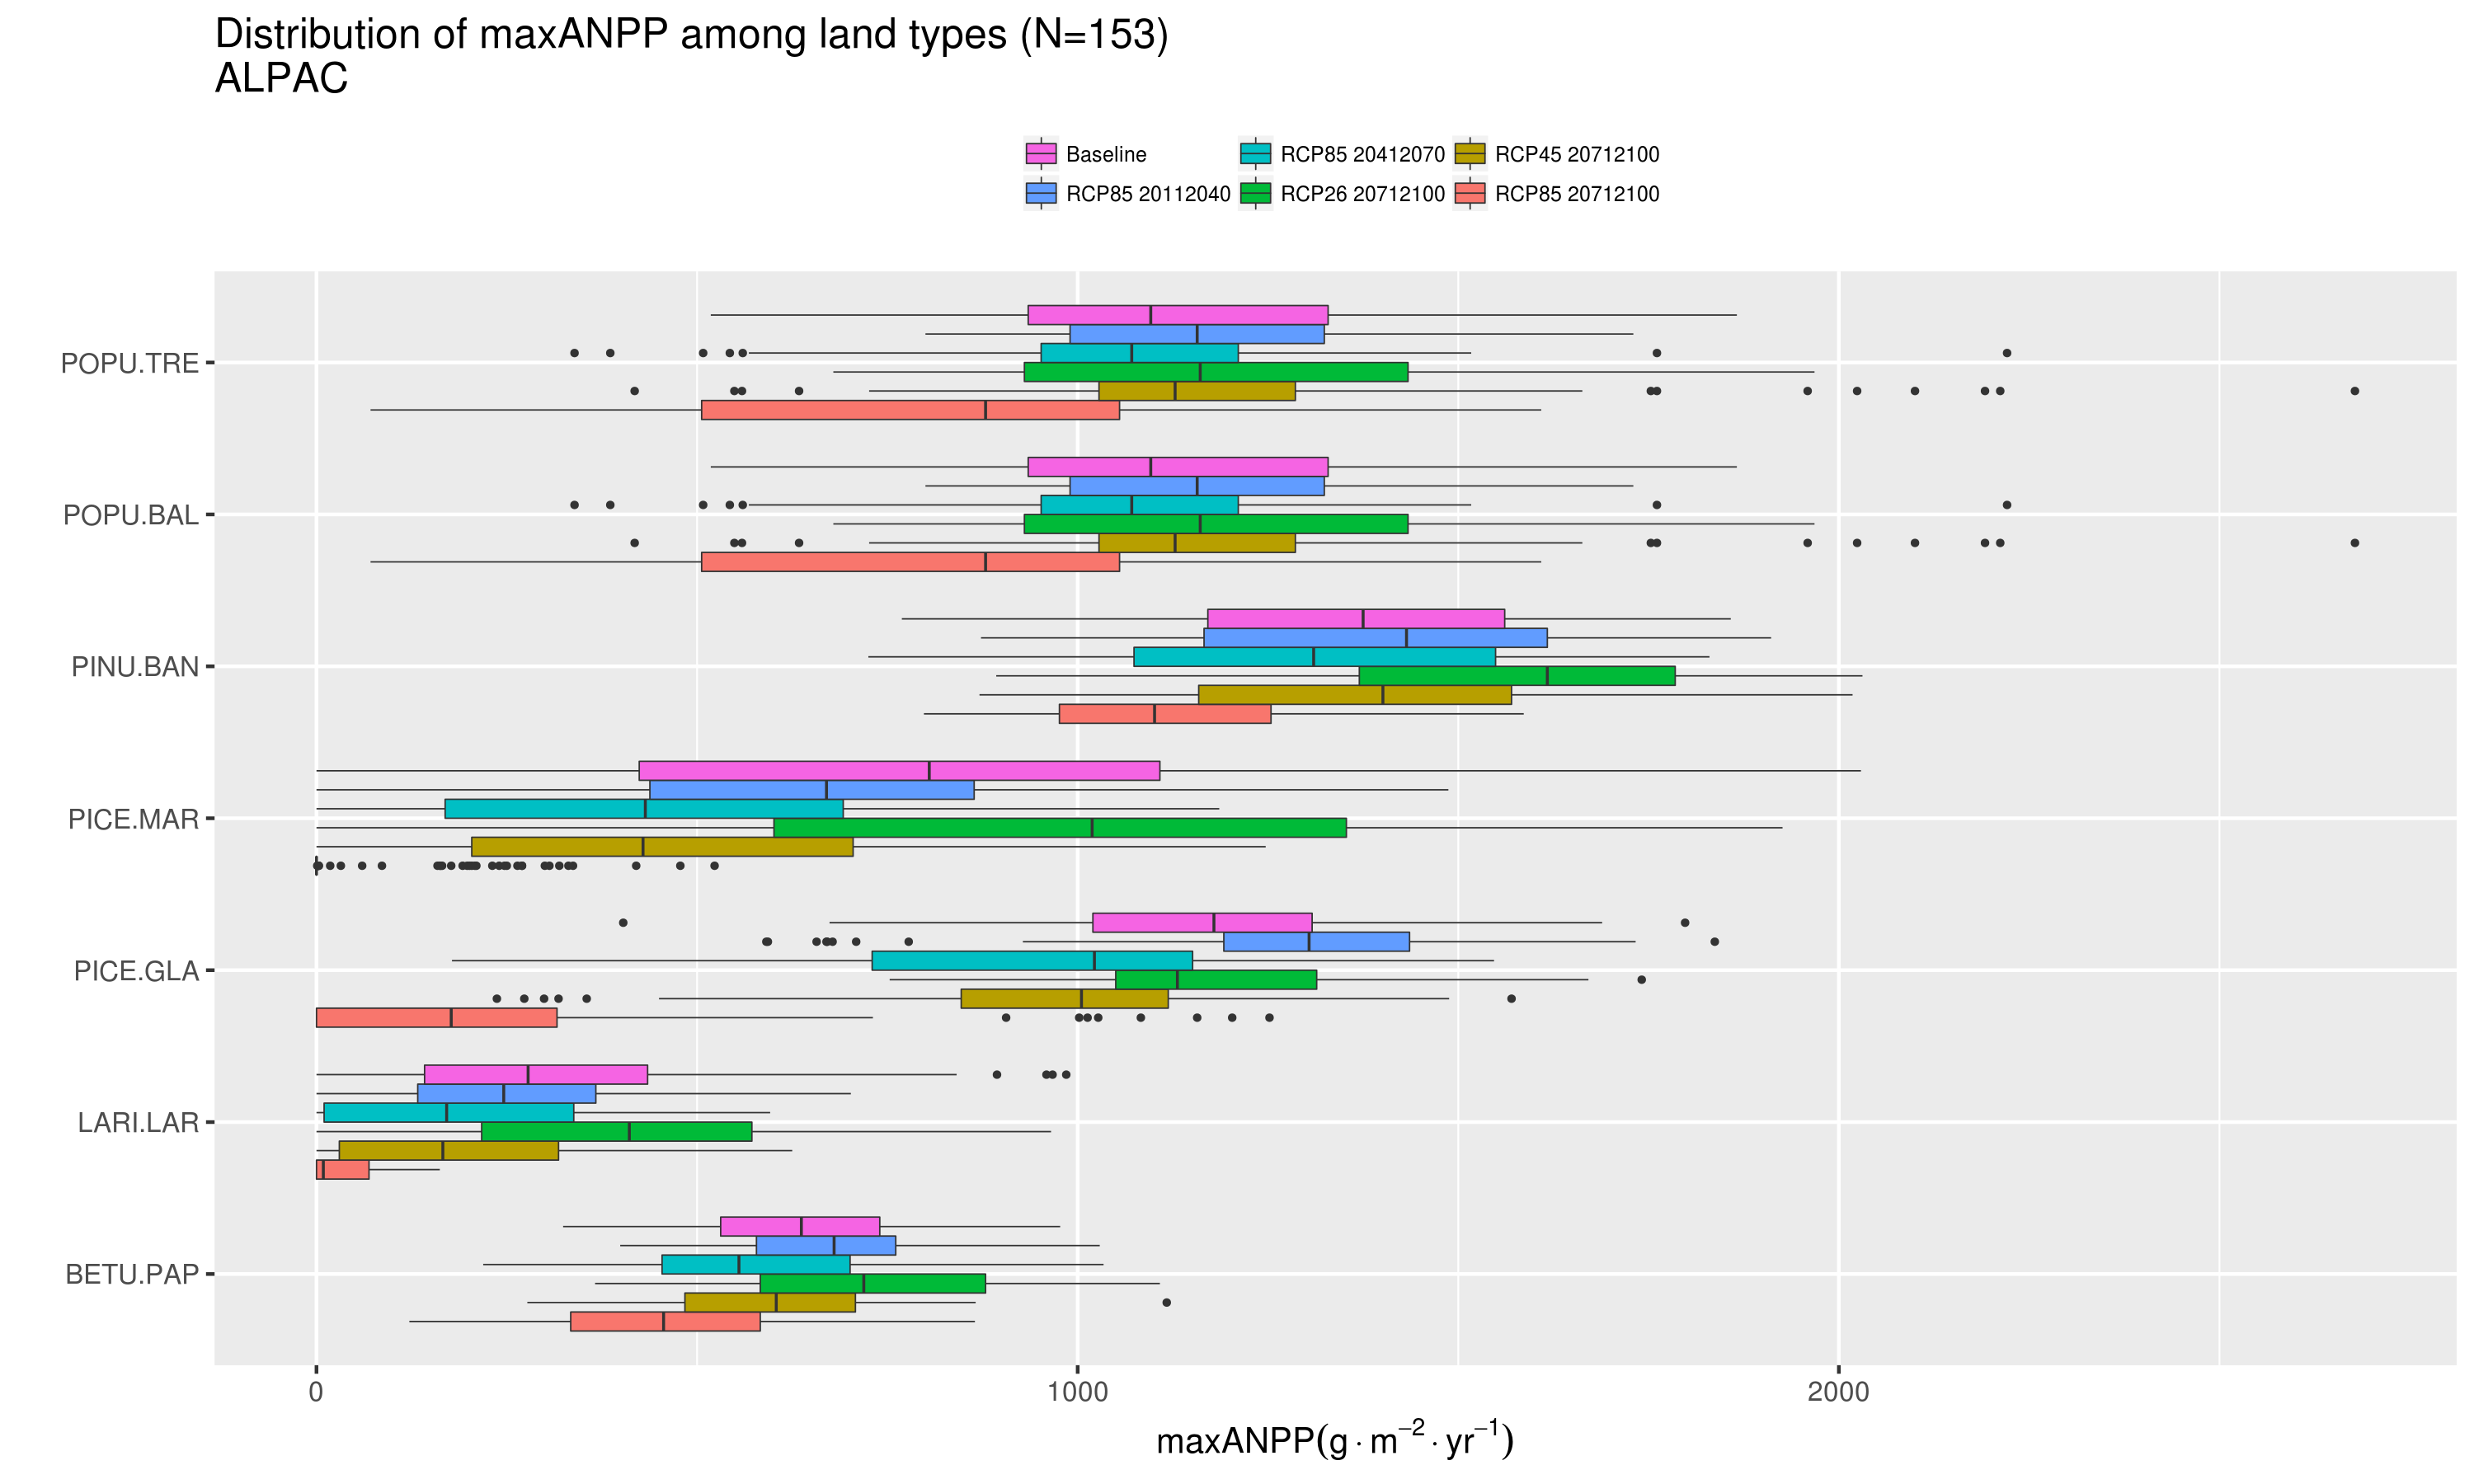 Distribution of maxANPP among land types (N=153)
ALPAC
Baseline RCP85 20412070 RCP45 20712100
RCP85 20112040 RCP26 20712100 RCP85 20712100
POPU.TRE
POPU.BAL
PINU.BAN
PICE.MAR
PICE.GLA
LARI.LAR
BETU.PAP
0 1000 2000
maxANPP(g · m−2 · yr−1)